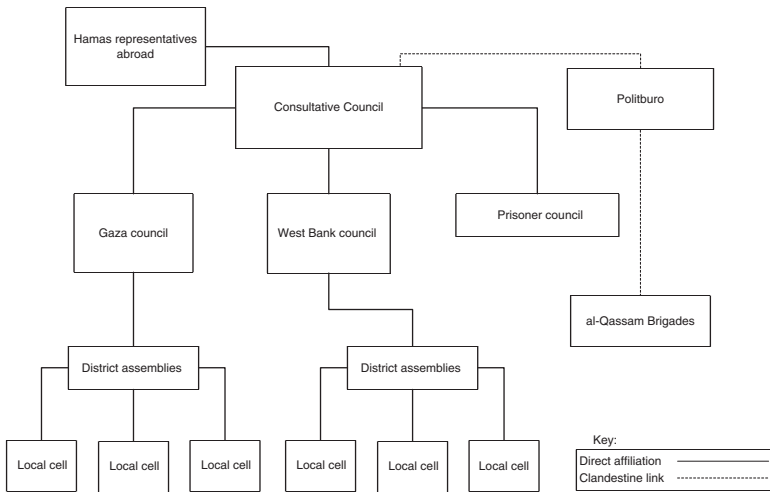 Hamas representatives
abroad
Consultative Council
Politburo
Gaza council
West Bank council
Prisoner council
al-Qassam Brigades
District assemblies
District assemblies
Local cell
Local cell
Local cell
Local cell
Local cell
Local cell
Key:
Direct affiliation
Clandestine link